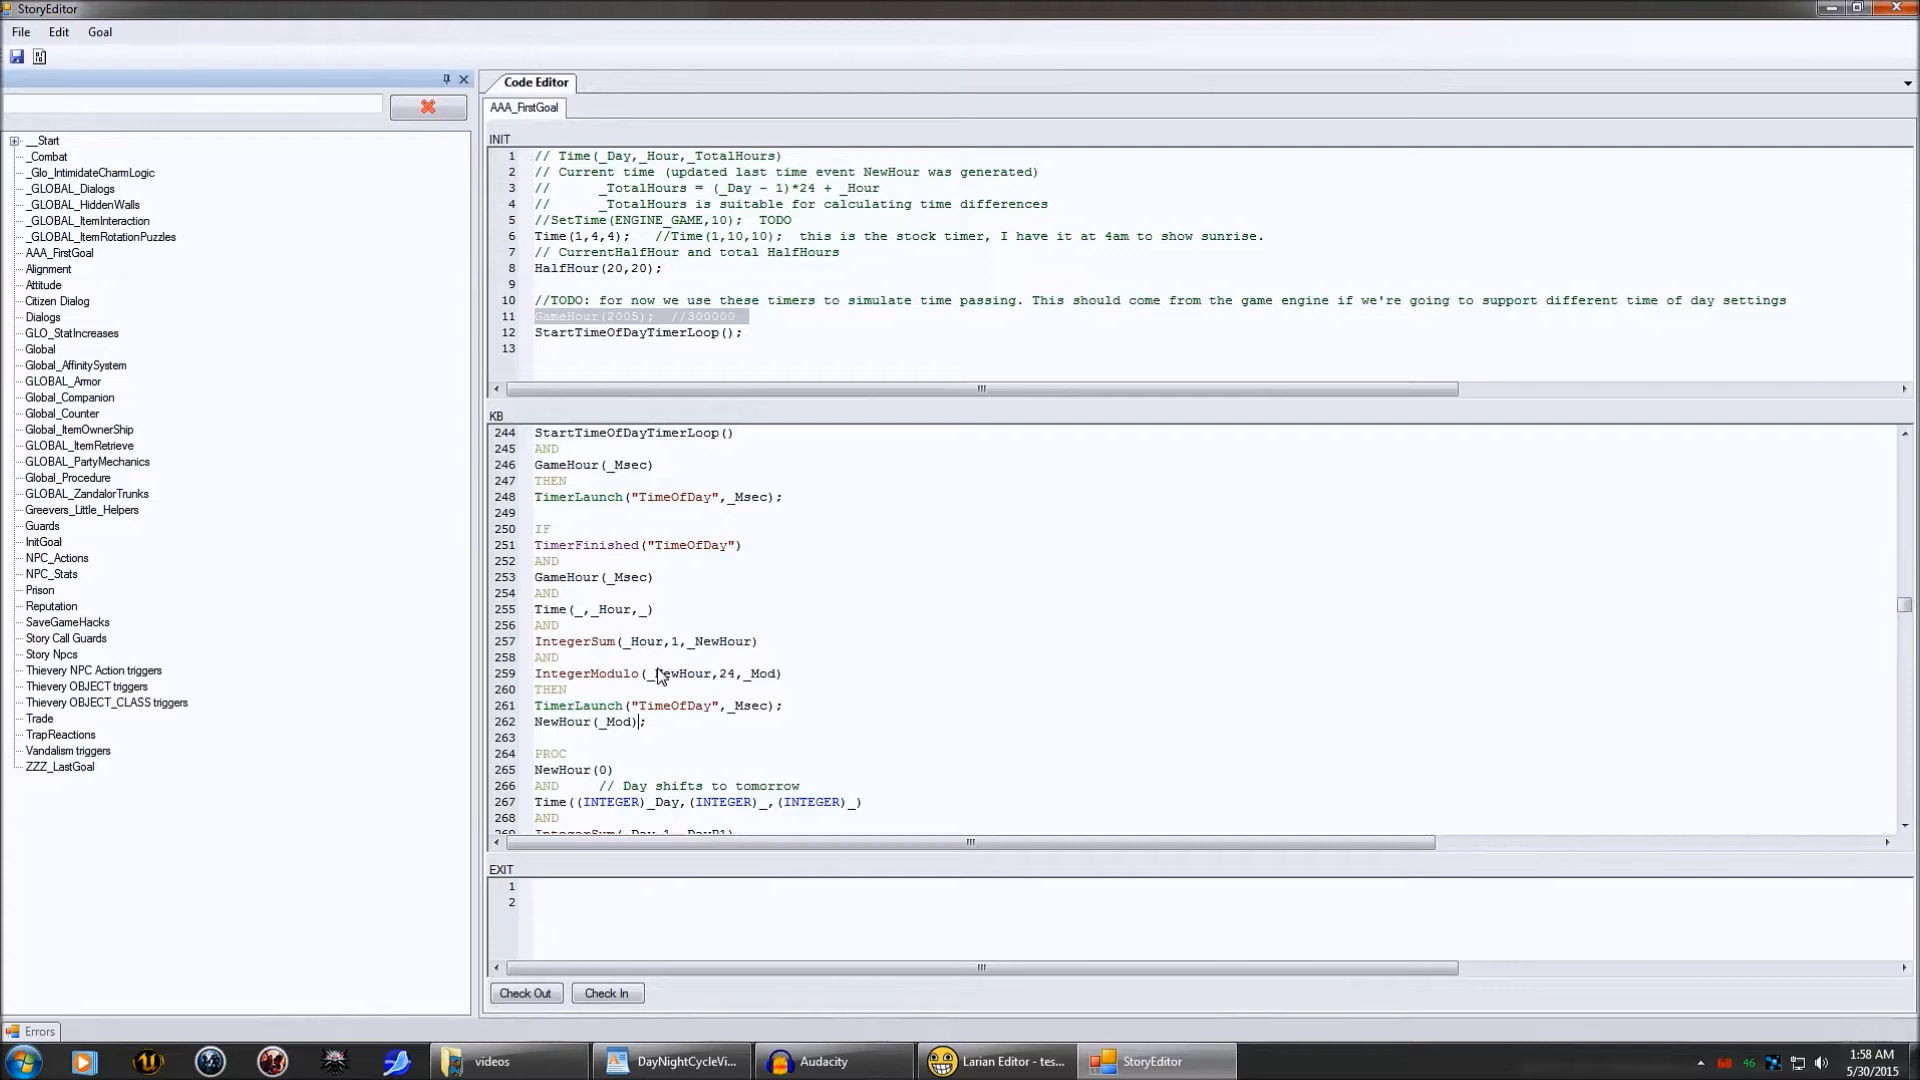 StoryEditor
File Edit Goal
Code Editor
AAA_FirstGoal
__Start
_Combat
_Glo_IntimidateCharmLogic
_GLOBAL_Dialogs
_GLOBAL_HiddenWalls
_GLOBAL_ItemInteraction
_GLOBAL_ItemRotationPuzzles
AAA_FirstGoal
Alignment
Attitude
Citizen Dialog
Dialogs
GLO_StatIncreases
Global
Global_AffinitySystem
GLOBAL_Armor
Global_Companion
Global_Counter
Global_ItemOwnerShip
GLOBAL_ItemRetrieve
GLOBAL_PartyMechanics
Global_Procedure
GLOBAL_ZandalorTrunks
Greevers_Little_Helpers
Guards
InitGoal
NPC_Actions
NPC_Stats
Prison
Reputation
SaveGameHacks
Story Call Guards
Story Npcs
Thievery NPC Action triggers
Thievery OBJECT triggers
Thievery OBJECT_CLASS triggers
Trade
TrapReactions
Vandalism triggers
ZZZ_LastGoal
INIT
1 // Time(_Day,_Hour,_TotalHours)
2 // Current time (updated last time event NewHour was generated)
3 // _TotalHours = (_Day - 1)*24 + _Hour
4 // _TotalHours is suitable for calculating time differences
5 //SetTime(ENGINE_GAME,10); TODO
6 Time(1,4,4); //Time(1,10,10); this is the stock timer, I have it at 4am to show sunrise.
7 // CurrentHalfHour and total HalfHours
8 HalfHour(20,20);
9
10 //TODO: for now we use these timers to simulate time passing. This should come from the game engine if we're going to support different time of day settings
11 GameHour(2005); //300000
12 StartTimeOfDayTimerLoop();
13
KB
244 StartTimeOfDayTimerLoop()
245 AND
246 GameHour(_Msec)
247 THEN
248 TimerLaunch("TimeOfDay",_Msec);
249
250 IF
251 TimerFinished("TimeOfDay")
252 AND
253 GameHour(_Msec)
254 AND
255 Time(_,_Hour,_)
256 AND
257 IntegerSum(_Hour,1,_NewHour)
258 AND
259 IntegerModulo(_NewHour,24,_Mod)
260 THEN
261 TimerLaunch("TimeOfDay",_Msec);
262 NewHour(_Mod);
263
264 PROC
265 NewHour(0)
266 AND // Day shifts to tomorrow
267 Time((INTEGER)_Day,(INTEGER)_,(INTEGER)_)
268 AND
269 IntegerSum(_Day,1,_DayP1)
EXIT
1
2
Check Out Check In
Errors
videos DayNightCycleVi... Audacity Larian Editor - tes... StoryEditor
68 46
1:58 AM
5/30/2015